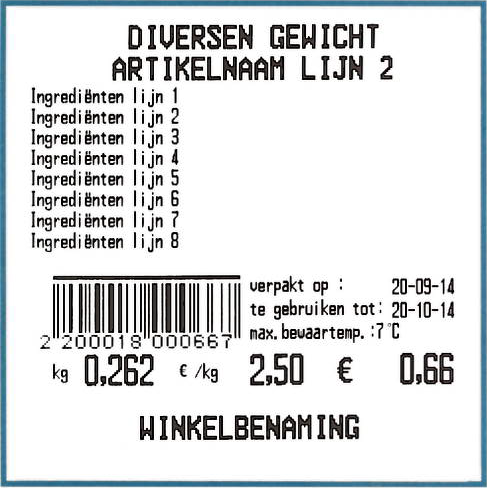 DIVERSEN GEWICHT
ARTIKELNAAM LIJN 2
Ingrediënten lijn 1
Ingrediënten lijn 2
Ingrediënten lijn 3
Ingrediënten lijn 4
Ingrediënten lijn 5
Ingrediënten lijn 6
Ingrediënten lijn 7
Ingrediënten lijn 8
verpakt op : 20-09-14
te gebruiken tot: 20-10-14
max.bewaartemp.:7°C
2 200018 000667
kg 0,262 €/kg 2,50 € 0,66
WINKELBENAMING